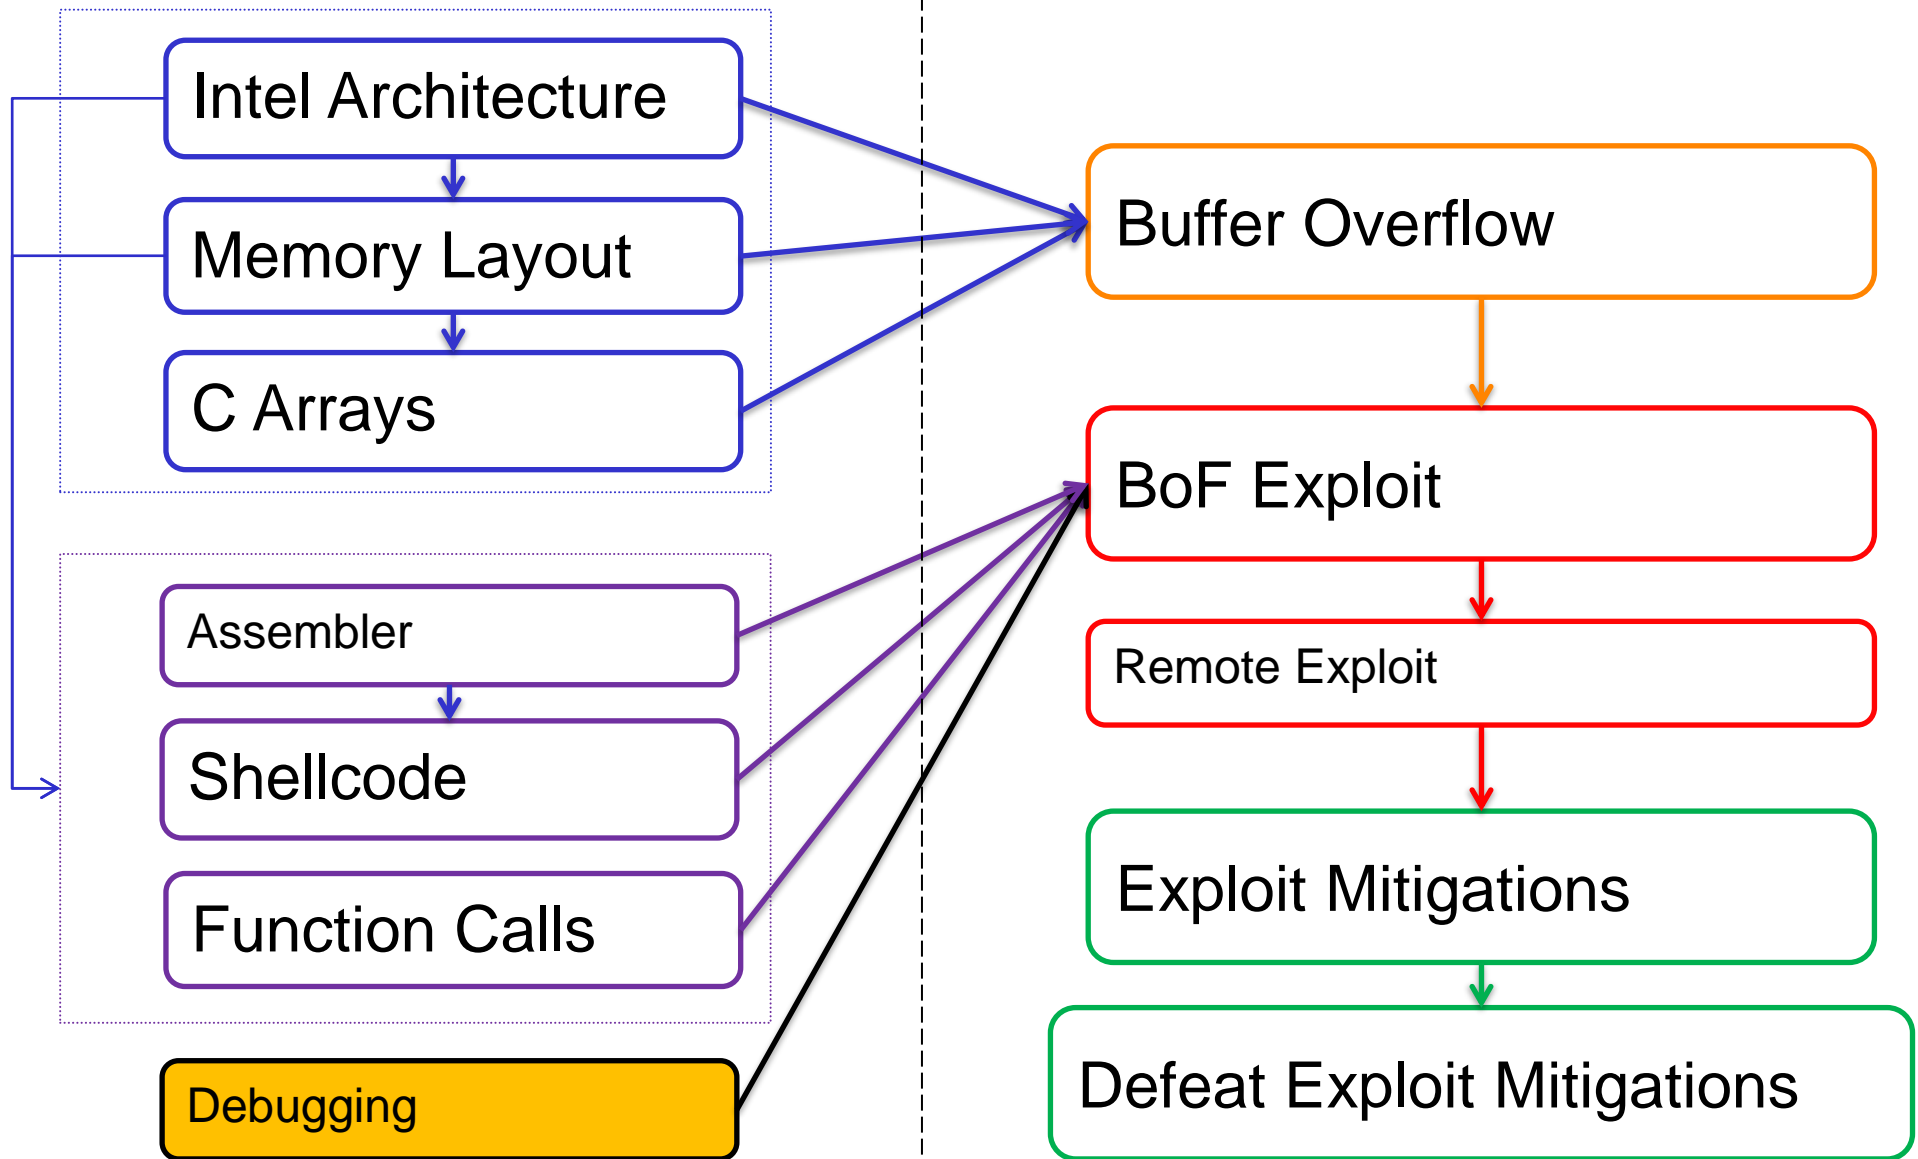 Intel Architecture
Memory Layout
C Arrays
Assembler
Shellcode
Function Calls
Debugging
Buffer Overflow
BoF Exploit
Remote Exploit
Exploit Mitigations
Defeat Exploit Mitigations